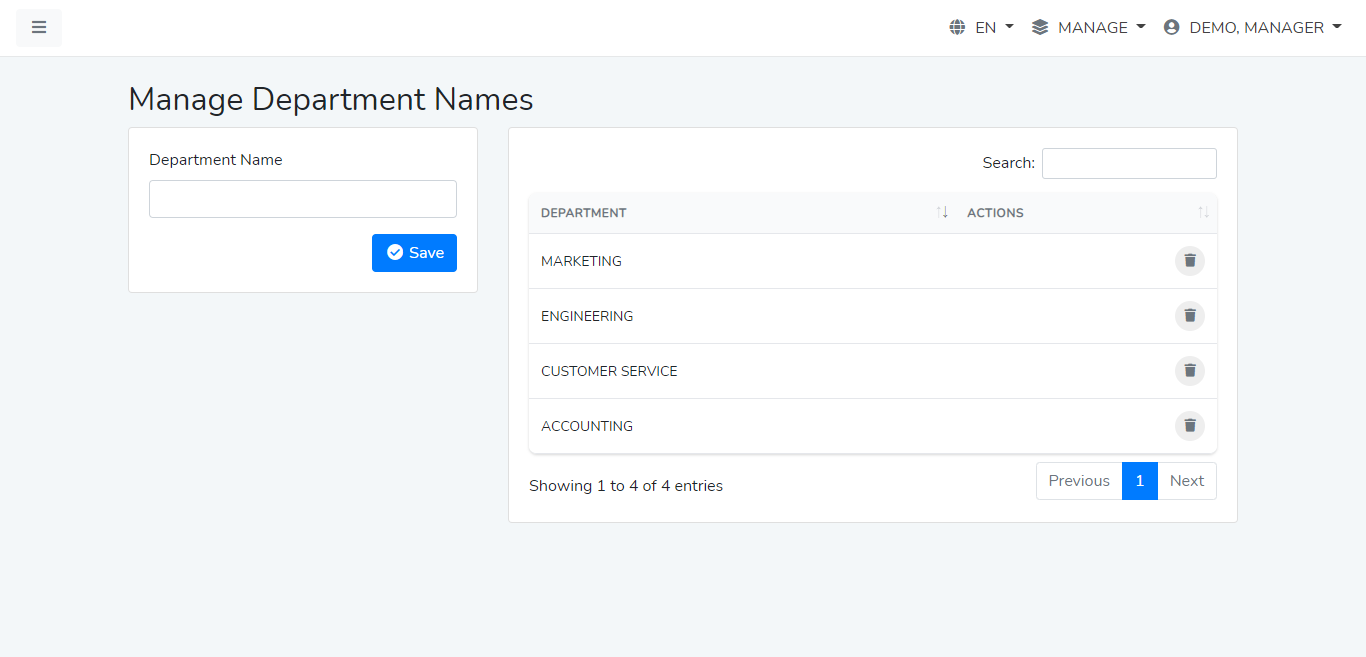 EN MANAGE DEMO, MANAGER
Manage Department Names
Department Name
Save
Search:
DEPARTMENT ACTIONS
MARKETING
ENGINEERING
CUSTOMER SERVICE
ACCOUNTING
Showing 1 to 4 of 4 entries
Previous 1 Next